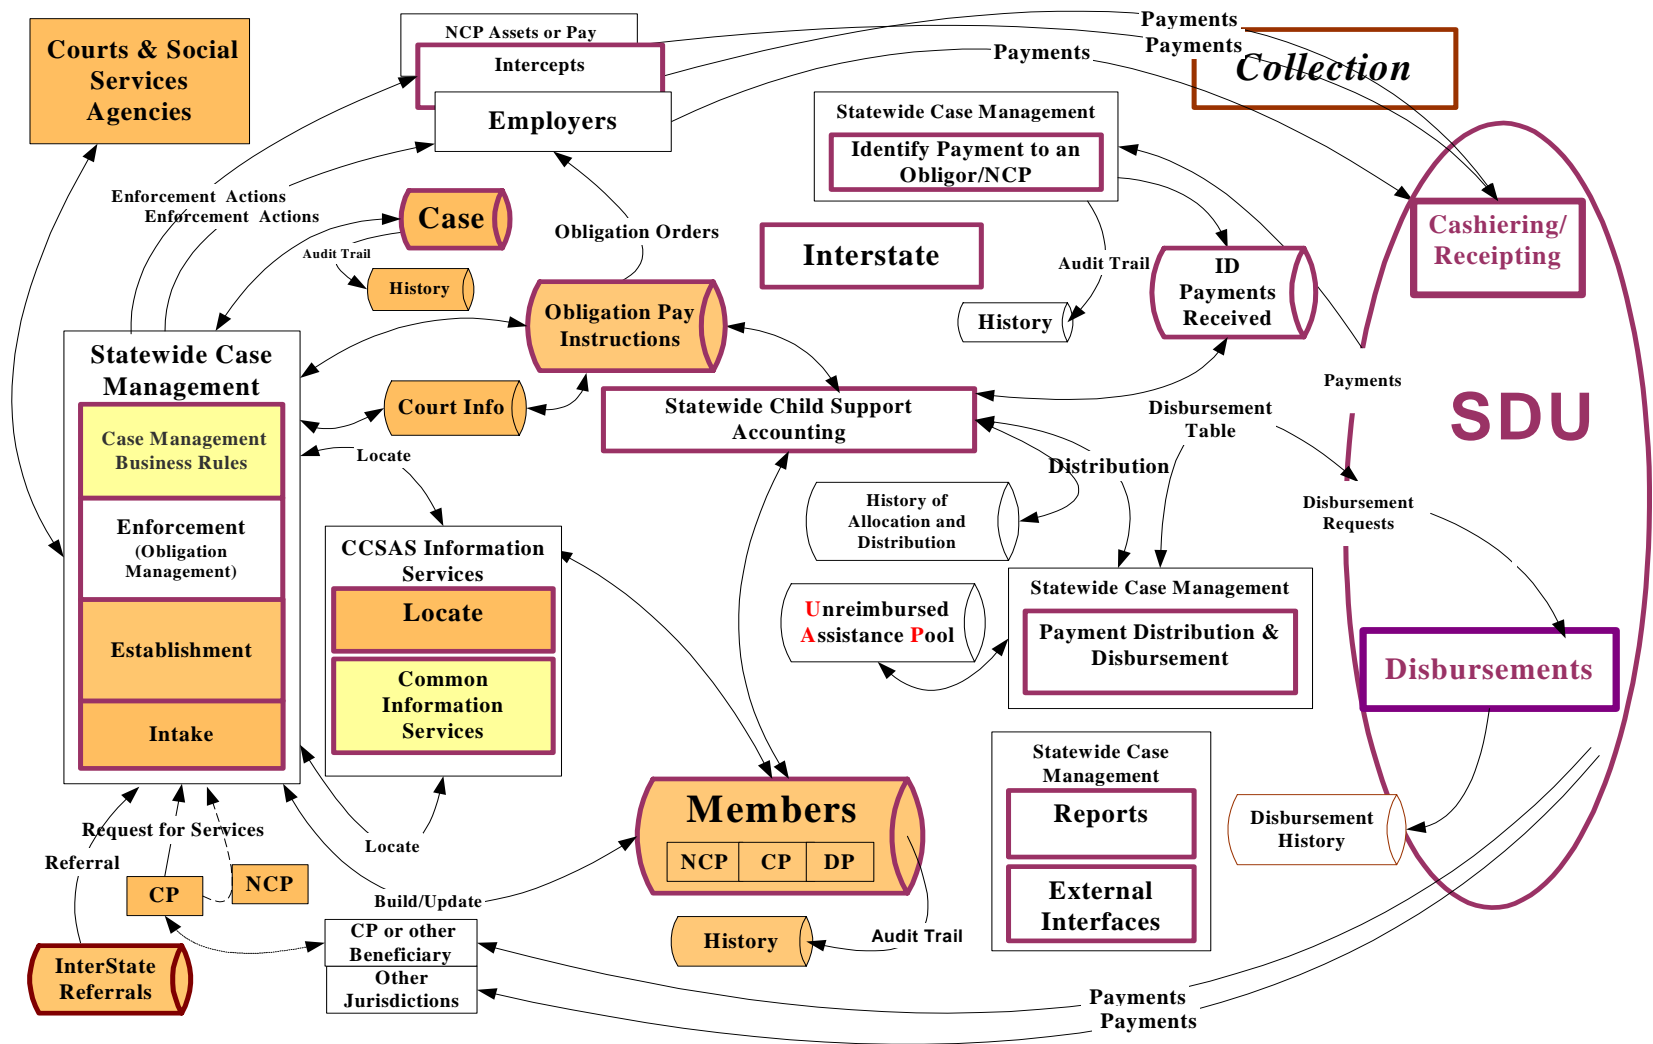 Courts & Social
Services
Agencies
NCP Assets or Pay
Intercepts
Employers
Payments
Payments
Payments
Collection
Statewide Case Management
Identify Payment to an
Obligor/NCP
Enforcement Actions
Enforcement Actions
Case
Audit Trail
History
Obligation Orders
Interstate
Audit Trail
History
ID
Payments
Received
Cashiering/
Receipting
Obligation Pay
Instructions
Statewide Case
Management
Case Management
Business Rules
Enforcement
(Obligation
Management)
Establishment
Intake
Court Info
Locate
Statewide Child Support
Accounting
Payments
Disbursement
Table
SDU
Distribution
History of
Allocation and
Distribution
Disbursement
Requests
CCSAS Information
Services
Locate
Common
Information
Services
Unreimbursed
Assistance Pool
Statewide Case Management
Payment Distribution &
Disbursement
Disbursements
Statewide Case
Management
Reports
External
Interfaces
Disbursement
History
Members
NCP
CP
DP
Request for Services
Referral
Locate
CP
NCP
Build/Update
History
Audit Trail
InterState
Referrals
CP or other
Beneficiary
Other
Jurisdictions
Payments
Payments